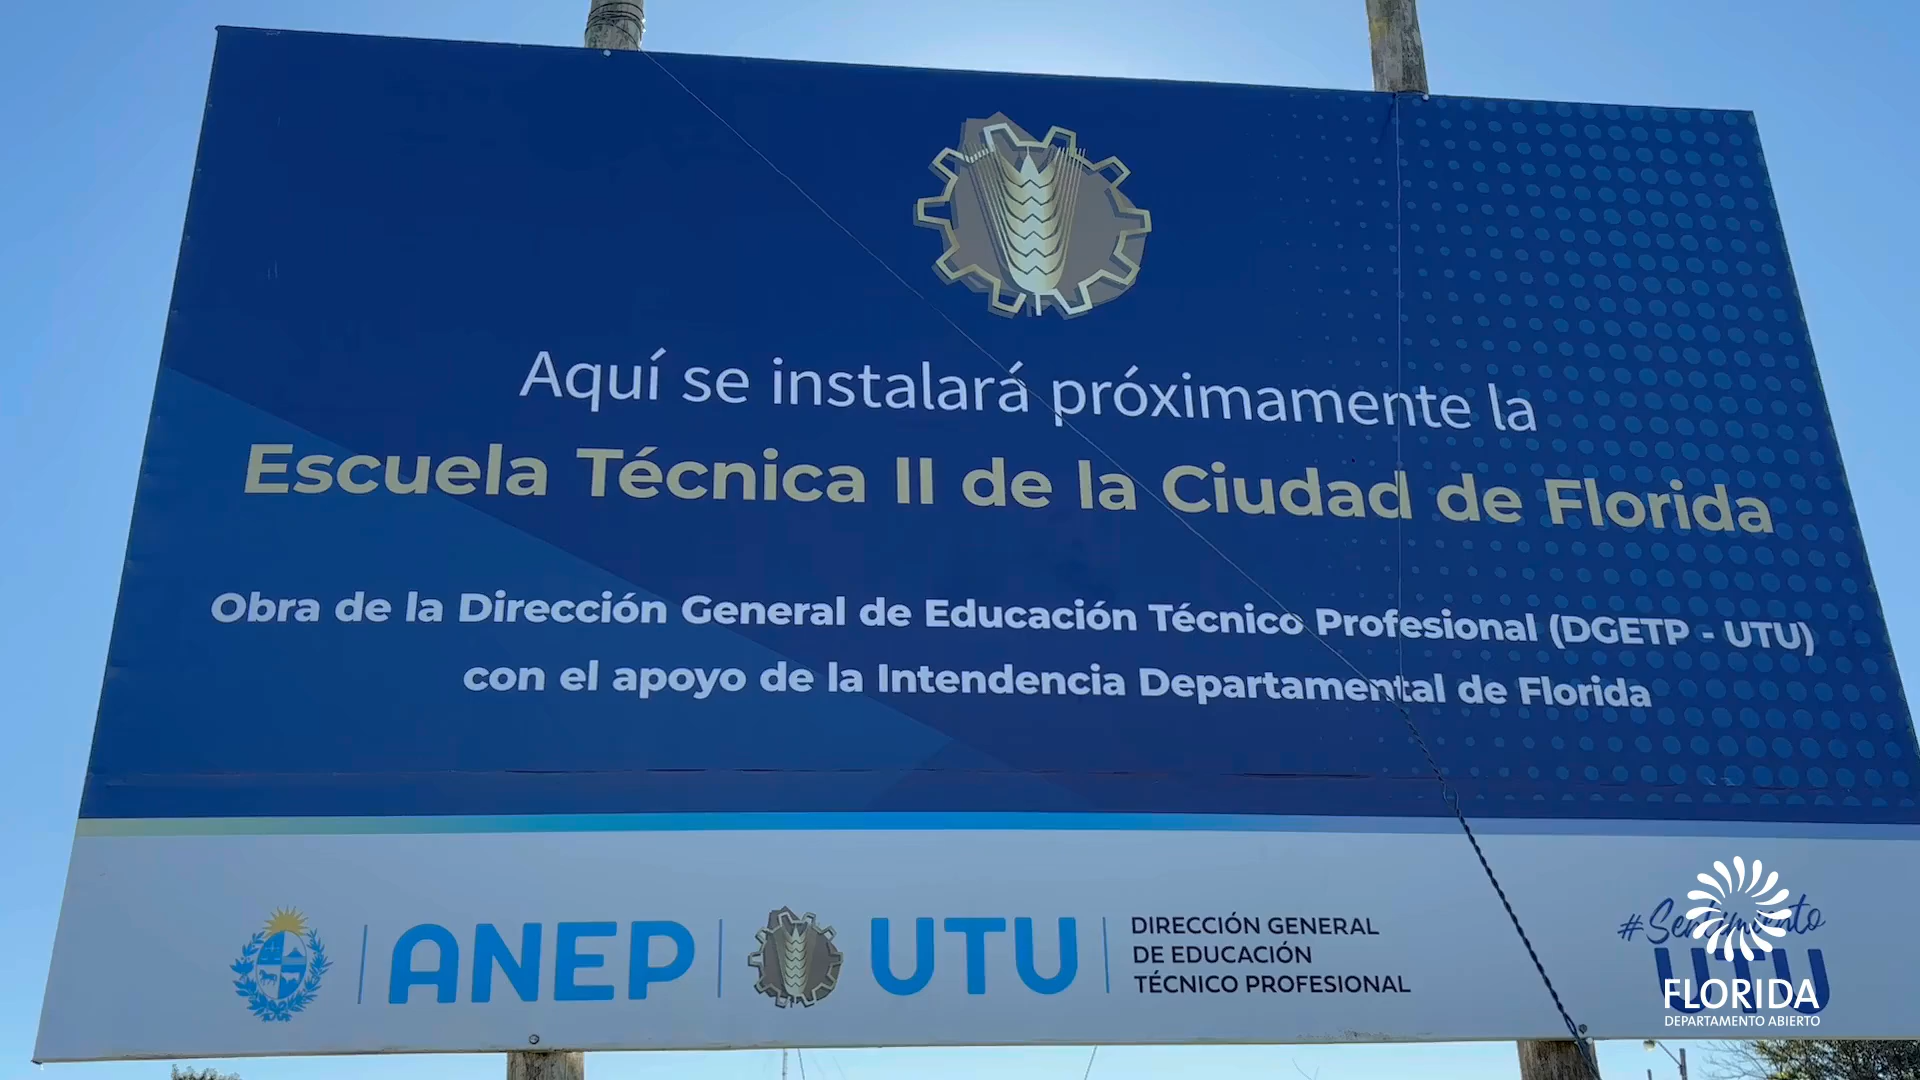 Aquí se instalará próximamente la
Escuela Técnica II de la Ciudad de Florida
Obra de la Dirección General de Educación Técnico Profesional (DGETP - UTU)
con el apoyo de la Intendencia Departamental de Florida
ANEP
UTU
DIRECCIÓN GENERAL
DE EDUCACIÓN
TÉCNICO PROFESIONAL
#Sentimiento
UTU
FLORIDA
DEPARTAMENTO ABIERTO